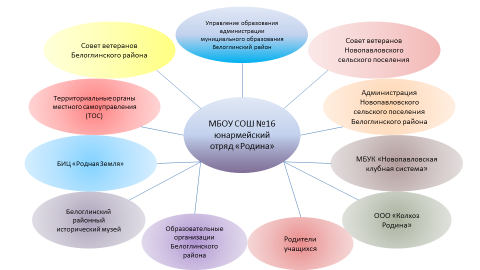 Управление образования
администрации
муниципального образования
Белоглинский район
Совет ветеранов
Белоглинского района
Совет ветеранов
Новопавловского
сельского поселения
Территориальные органы
местного самоуправления
(ТОС)
МБОУ СОШ №16
юнармейский
отряд «Родина»
Администрация
Новопавловского
сельского поселения
Белоглинского района
БИЦ «Родная Земля»
МБУК «Новопавловская
клубная система»
Белоглинский
районный
исторический музей
ООО «Колхоз
Родина»
Образовательные
организации
Белоглинского
района
Родители
учащихся